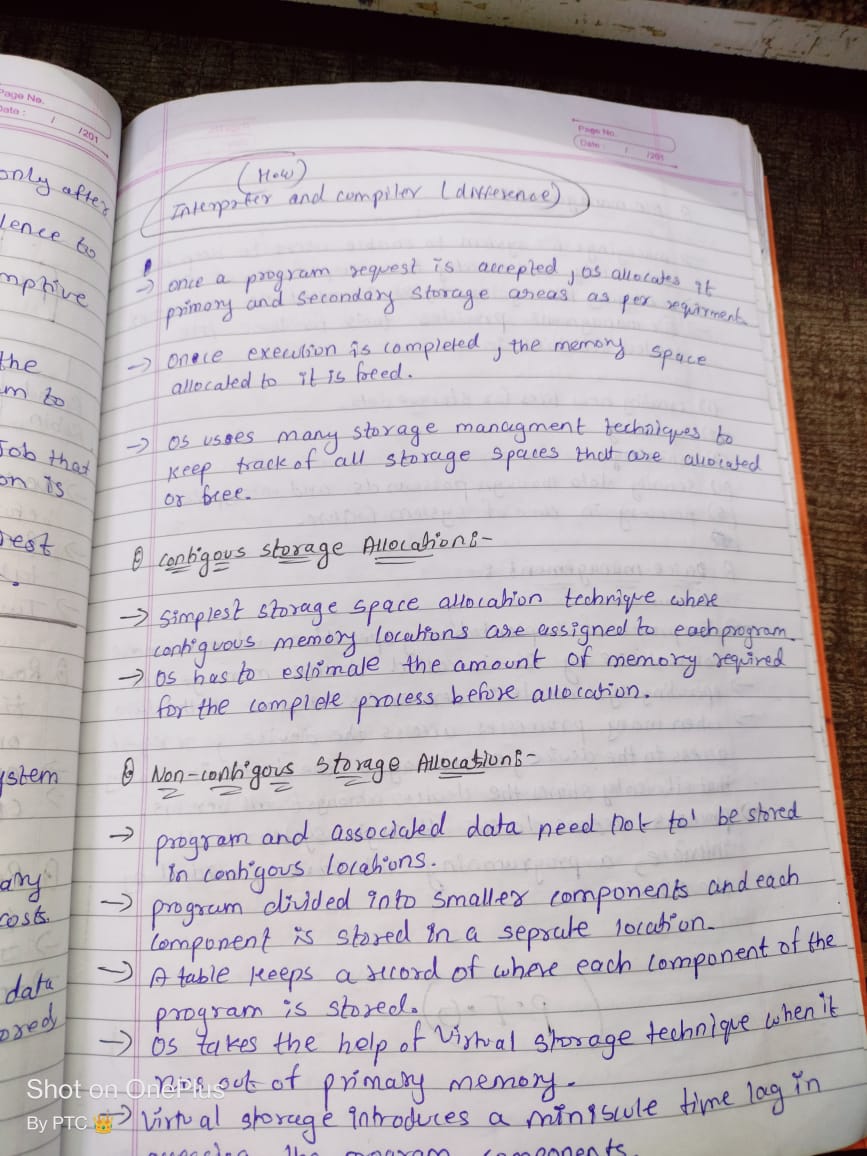 Page No.
Date : / /201
only after
lence to
mptive
the
m to
Job that
on is
rest
ystem
any
costs.
data
ored
Page No.
Date : / /201
(How)
Interpreter and compiler (difference)
→ once a program request is accepted, os allocates it
primary and secondary storage areas as per requirment.
→ Onece execution is completed, the memory space
allocated to it is freed.
→ OS uses many storage managment techniques to
keep track of all storage spaces that are allocated
or free.
contigous storage Allocation:-
→ simplest storage space allocation technique where
contiguous memory locations are assigned to each program.
→ OS has to estimate the amount of memory required
for the complete process before allocation.
Non-contigous storage Allocation:-
→ program and associated data need not to be stored
in contigous locations.
→ program divided into smaller components and each
component is stored in a seprate location.
→ A table keeps a record of where each component of the
program is stored.
→ OS takes the help of Virtual storage technique when it
runs out of primary memory.
→ Virtual storage introduces a miniscule time lag in
the program components.
Shot on OnePlus
By PTC